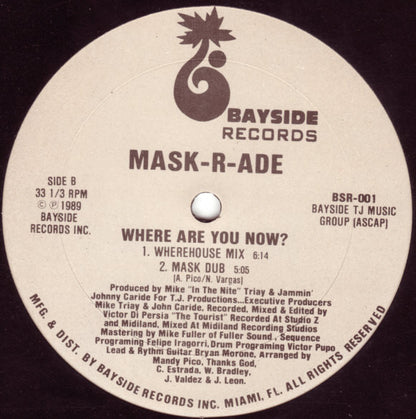 BAYSIDE
RECORDS
MASK-R-ADE
SIDE B
33 1/3 RPM
© ℗ 1989
BAYSIDE
RECORDS INC.
BSR-001
BAYSIDE TJ MUSIC
GROUP (ASCAP)
WHERE ARE YOU NOW?
1. WHEREHOUSE MIX 6:14
2. MASK DUB 5:05
(A. Pico/N. Vargas)
Produced by Mike "In The Nite" Triay & Jammin'
Johnny Caride For T.J. Productions...Executive Producers
Mike Triay & John Caride, Recorded, Mixed & Edited by
Victor Di Persia "The Tourist" Recorded At Studio Z
and Midiland, Mixed At Midiland Recording Studios
Mastering by Mike Fuller of Fuller Sound, Sequence
Programing Felipe Iragorri, Drum Programing Victor Pupo
Lead & Rythm Guitar Bryan Morone, Arranged by
Mandy Pico, Thanks God,
C. Estrada, W. Bradley,
J. Valdez & J. Leon.
MFG. & DIST. BY BAYSIDE RECORDS INC. MIAMI, FL. ALL RIGHTS RESERVED